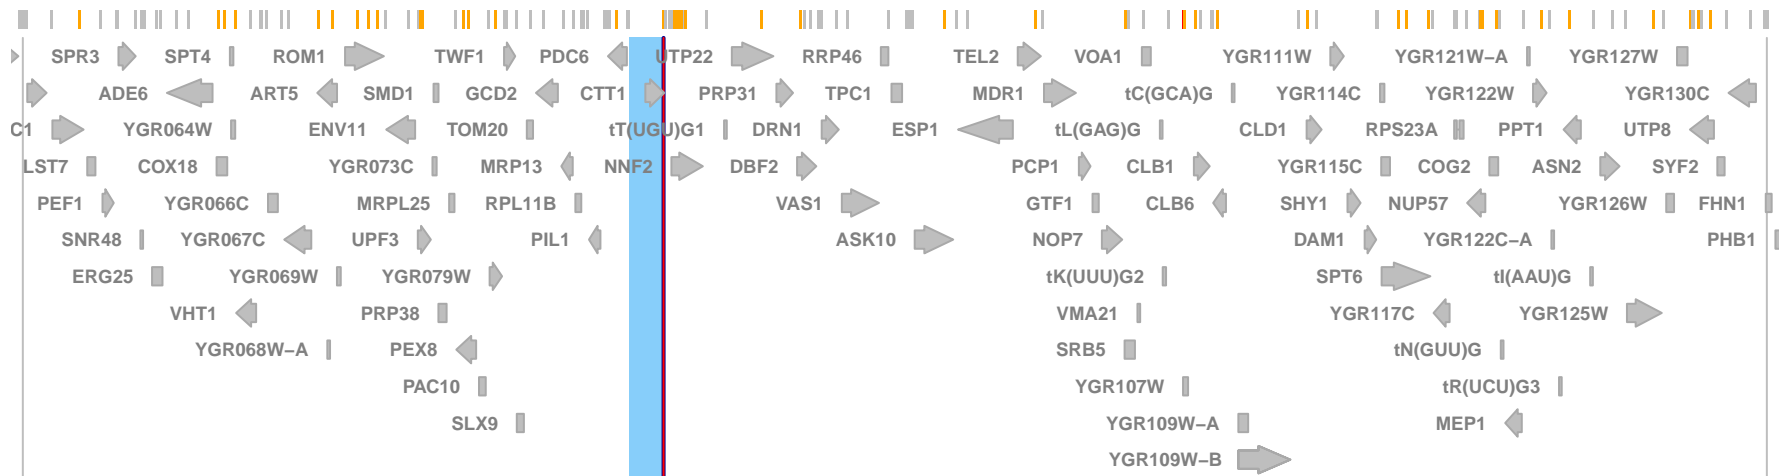 SPR3 SPT4 ROM1 TWF1 PDC6 UTP22 RRP46 TEL2 VOA1 YGR111W YGR121W−A YGR127W
ADE6 ART5 SMD1 GCD2 CTT1 PRP31 TPC1 MDR1 tC(GCA)G YGR114C YGR122W YGR130C
C1 YGR064W ENV11 TOM20 tT(UGU)G1 DRN1 ESP1 tL(GAG)G CLD1 RPS23A PPT1 UTP8
LST7 COX18 YGR073C MRP13 NNF2 DBF2 PCP1 CLB1 YGR115C COG2 ASN2 SYF2
PEF1 YGR066C MRPL25 RPL11B VAS1 GTF1 CLB6 SHY1 NUP57 YGR126W FHN1
SNR48 YGR067C UPF3 PIL1 ASK10 NOP7 DAM1 YGR122C−A PHB1
ERG25 YGR069W YGR079W tK(UUU)G2 SPT6 tI(AAU)G
VHT1 PRP38 VMA21 YGR117C YGR125W
YGR068W−A PEX8 SRB5 tN(GUU)G
PAC10 YGR107W tR(UCU)G3
SLX9 YGR109W−A MEP1
YGR109W−B